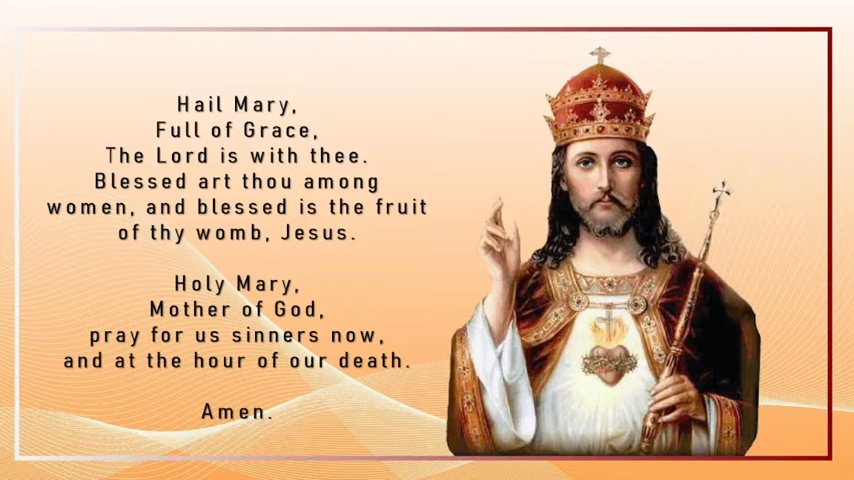 Hail Mary,
Full of Grace,
The Lord is with thee.
Blessed art thou among
women, and blessed is the fruit
of thy womb, Jesus.
Holy Mary,
Mother of God,
pray for us sinners now,
and at the hour of our death.
Amen.